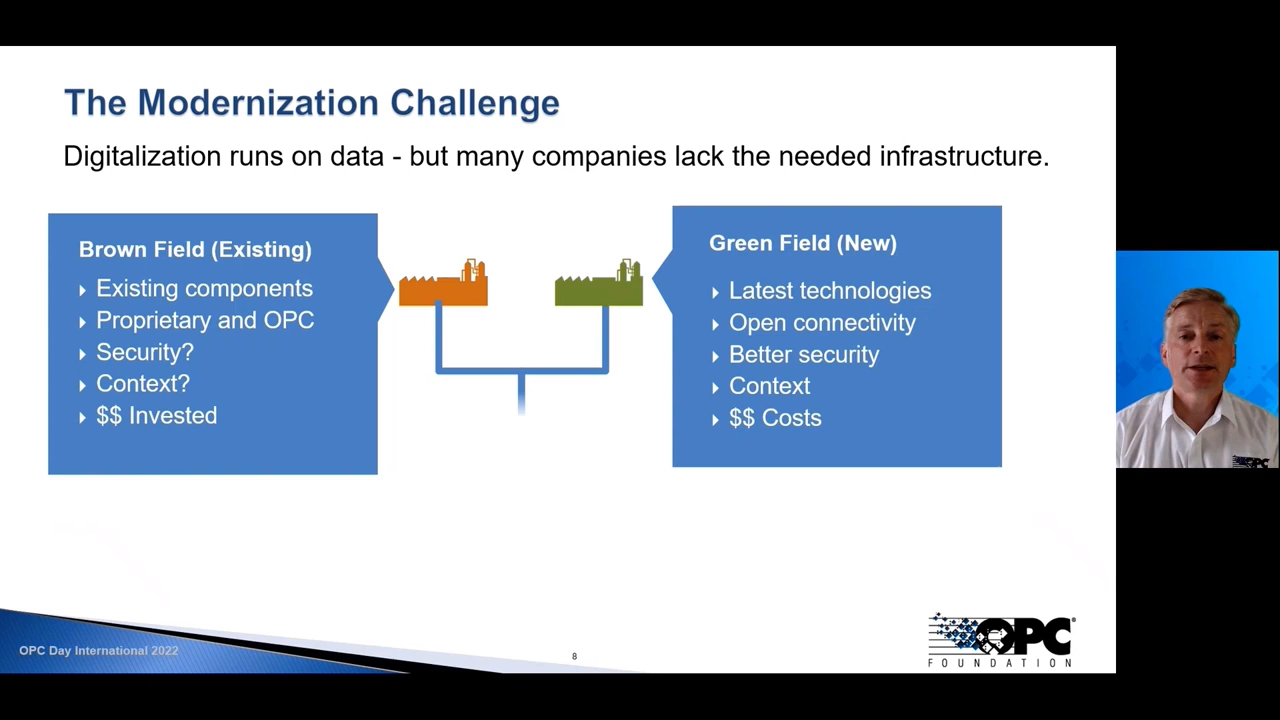 The Modernization Challenge
Digitalization runs on data - but many companies lack the needed infrastructure.
Brown Field (Existing)
Existing components
Proprietary and OPC
Security?
Context?
$$ Invested
Green Field (New)
Latest technologies
Open connectivity
Better security
Context
$$ Costs
OPC Day International 2022
8
OPC®
FOUNDATION